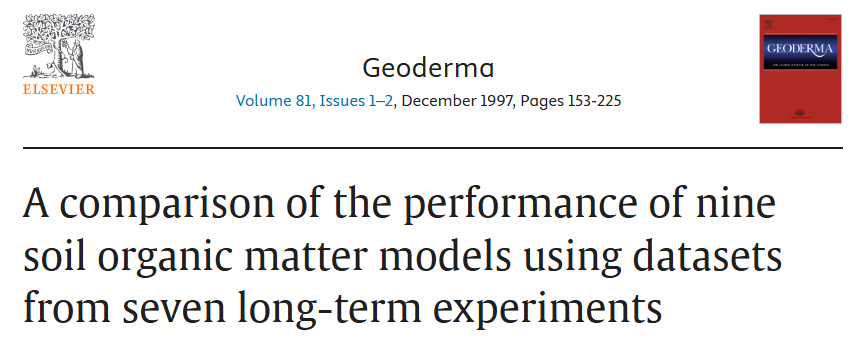 ELSEVIER
Geoderma
Volume 81, Issues 1–2, December 1997, Pages 153-225
GEODERMA
A comparison of the performance of nine
soil organic matter models using datasets
from seven long-term experiments